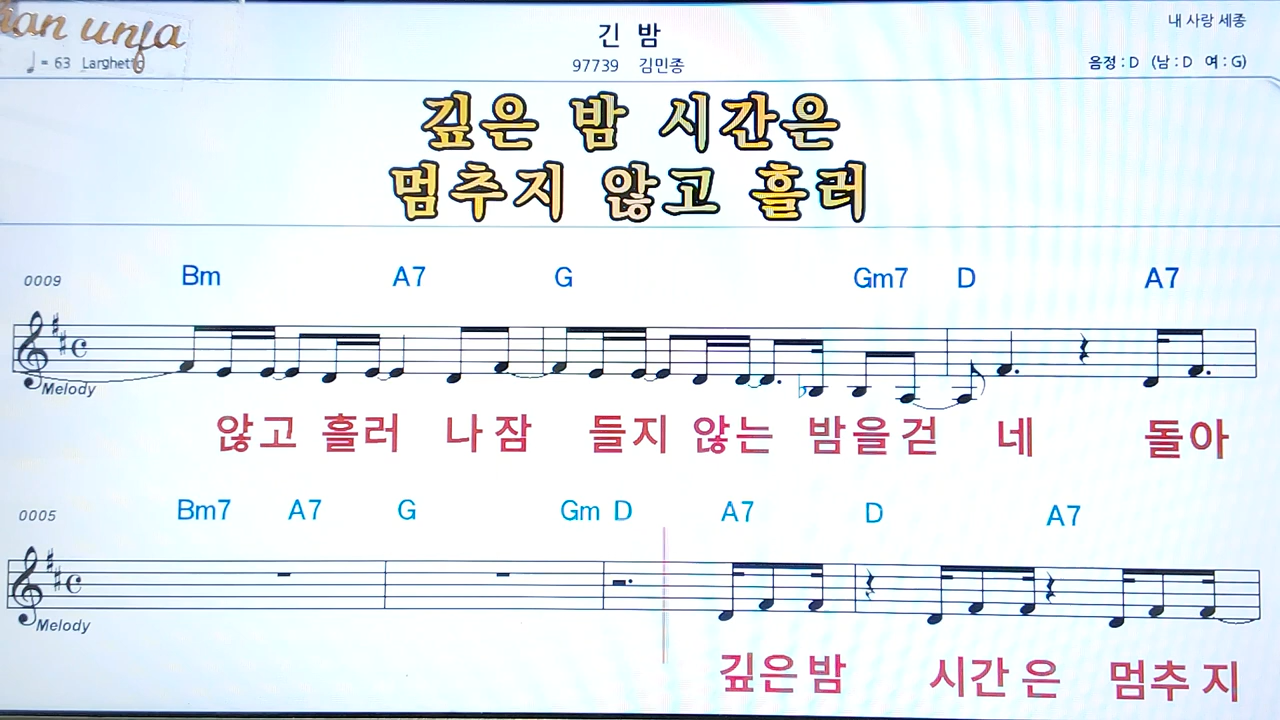 긴 밤
내 사랑 세종
♩= 63 Larghetto
97739 김민종
음정 : D (남 : D 여 : G)
깊은 밤 시간은
멈추지 않고 흘러
0009 Bm A7 G Gm7 D A7
Melody
않고 흘러 나 잠 들지 않는 밤을 걷 네 돌아
0005 Bm7 A7 G Gm D A7 D A7
Melody
깊은 밤 시간 은 멈추 지